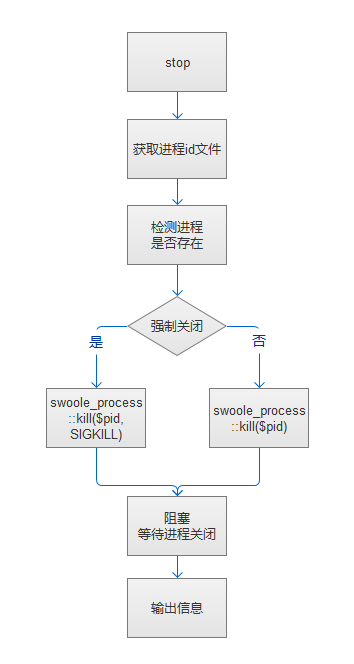 stop
获取进程id文件
检测进程
是否存在
强制关闭
是
否
swoole_process
::kill($pid,
SIGKILL)
swoole_process
::kill($pid)
阻塞
等待进程关闭
输出信息